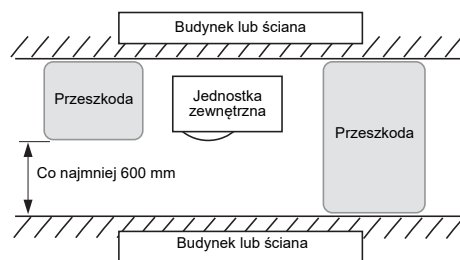 Budynek lub ściana
Przeszkoda
Jednostka
zewnętrzna
Przeszkoda
Co najmniej 600 mm
Budynek lub ściana